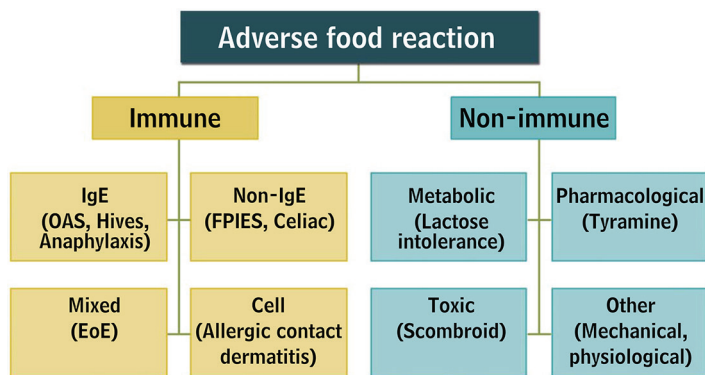 Adverse food reaction
Immune
Non-immune
IgE
(OAS, Hives,
Anaphylaxis)
Non-IgE
(FPIES, Celiac)
Metabolic
(Lactose
intolerance)
Pharmacological
(Tyramine)
Mixed
(EoE)
Cell
(Allergic contact
dermatitis)
Toxic
(Scombroid)
Other
(Mechanical,
physiological)